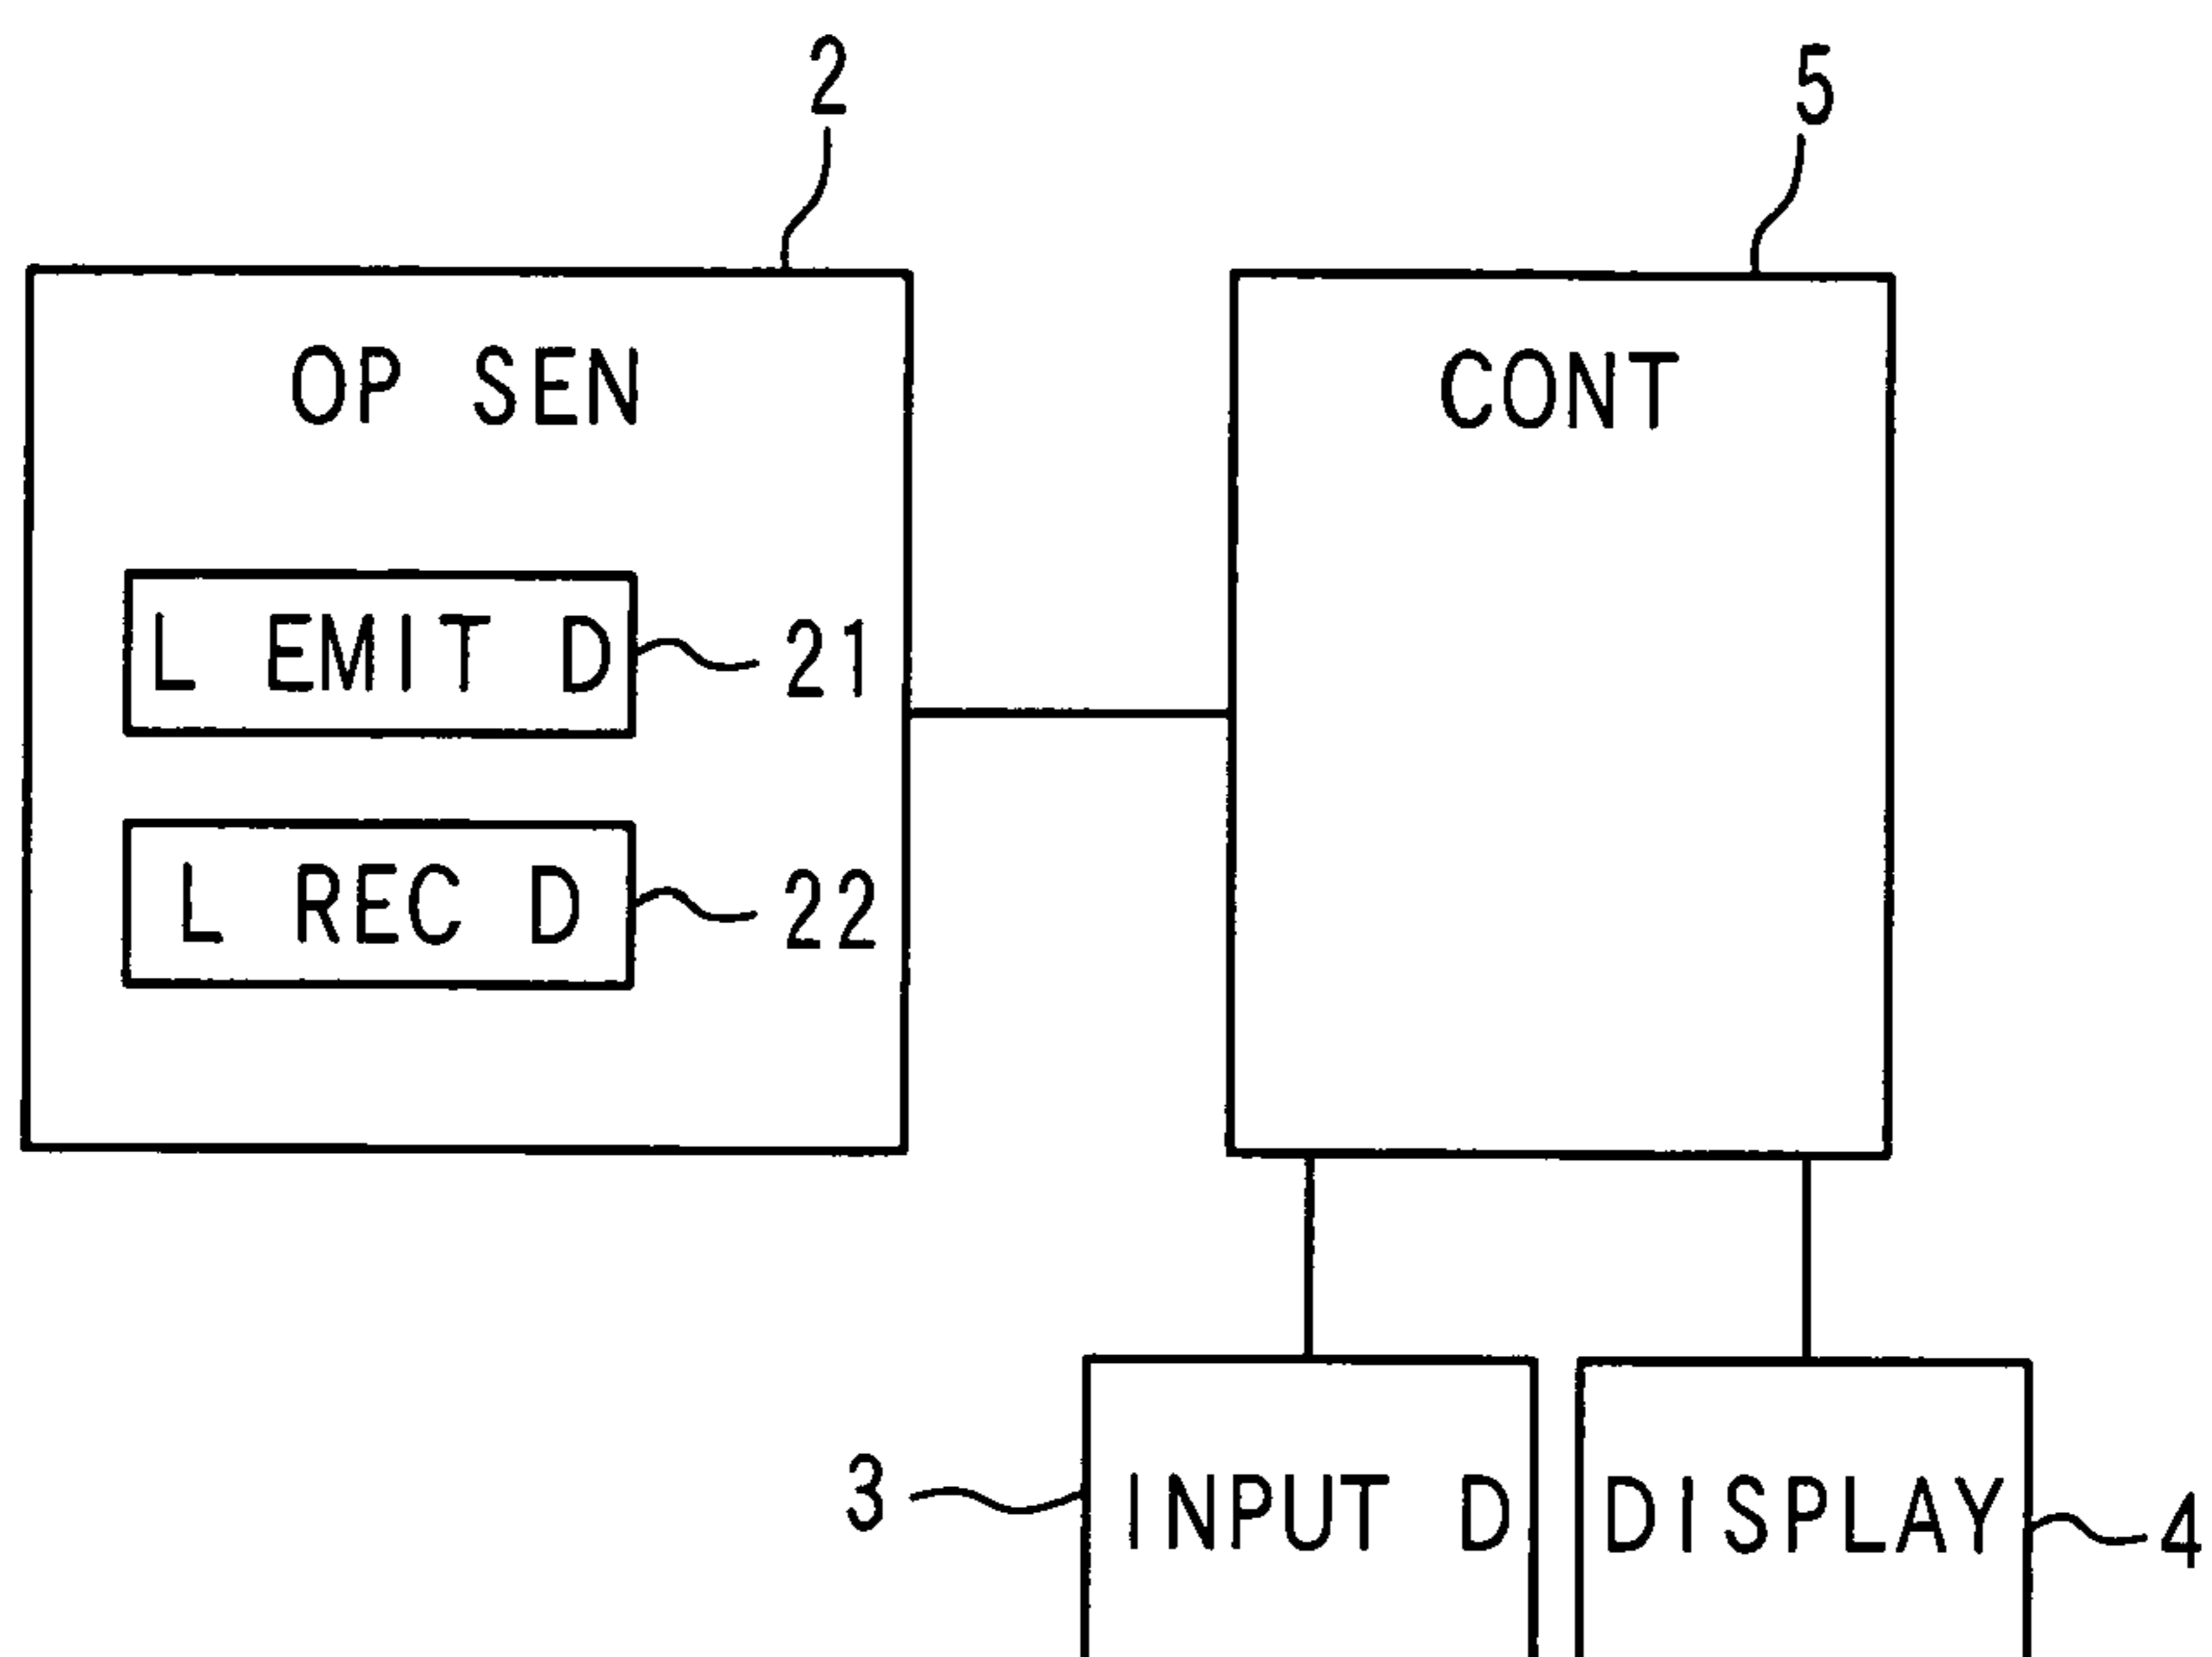 2
5
OP SEN
CONT
L EMIT D
21
L REC D
22
3
INPUT D
DISPLAY
4